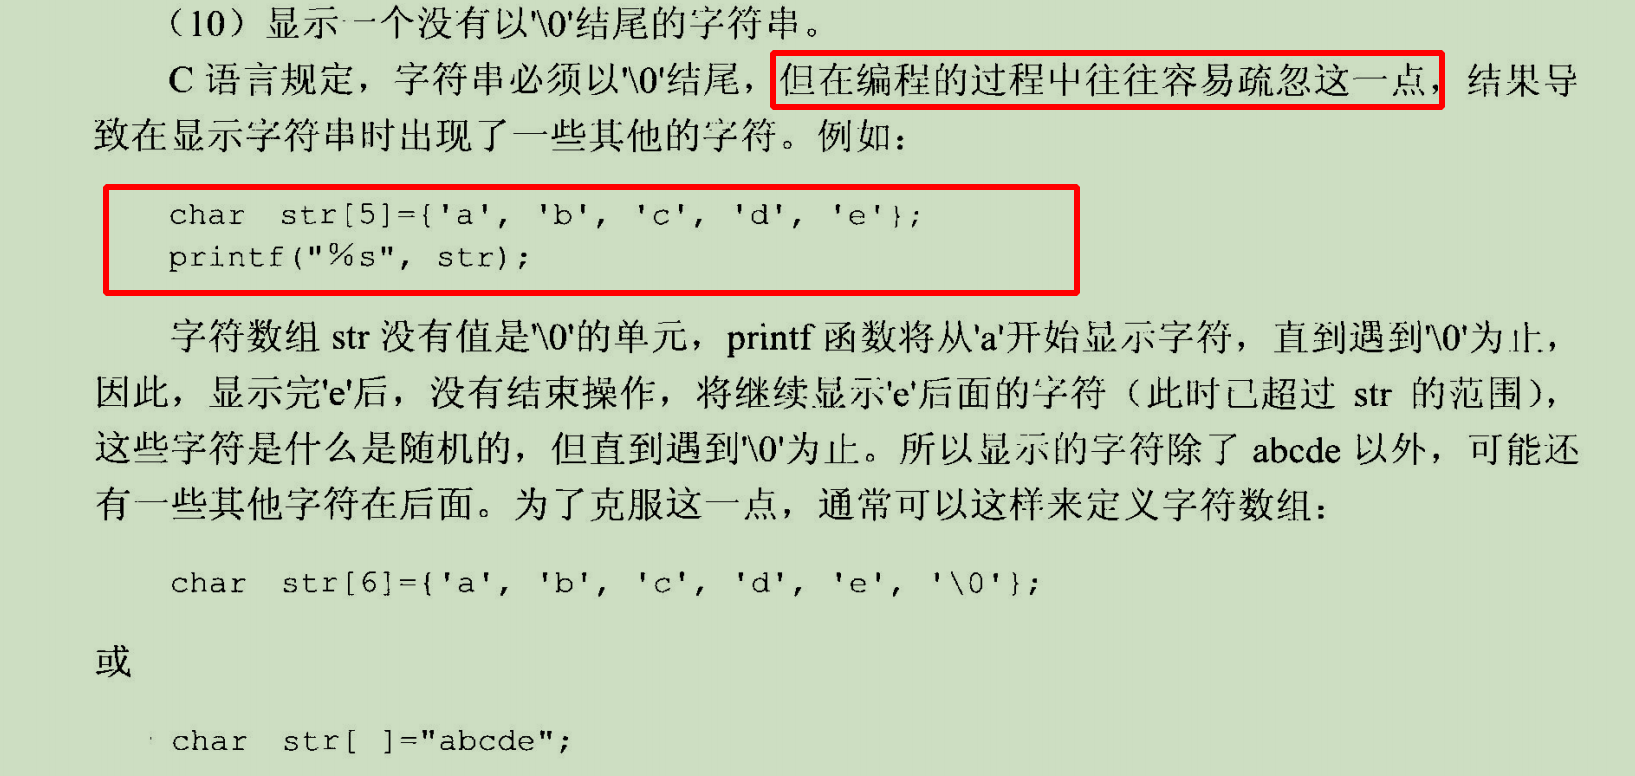 （10）显示一个没有以'\0'结尾的字符串。
C 语言规定，字符串必须以'\0'结尾，但在编程的过程中往往容易疏忽这一点，结果导
致在显示字符串时出现了一些其他的字符。例如：
char str[5]={'a', 'b', 'c', 'd', 'e'};
printf("%s", str);
字符数组 str 没有值是'\0'的单元，printf 函数将从'a'开始显示字符，直到遇到'\0'为止，
因此，显示完'e'后，没有结束操作，将继续显示'e'后面的字符（此时已超过 str 的范围），
这些字符是什么是随机的，但直到遇到'\0'为止。所以显示的字符除了 abcde 以外，可能还
有一些其他字符在后面。为了克服这一点，通常可以这样来定义字符数组：
char str[6]={'a', 'b', 'c', 'd', 'e', '\0'};
或
char str[ ]="abcde";